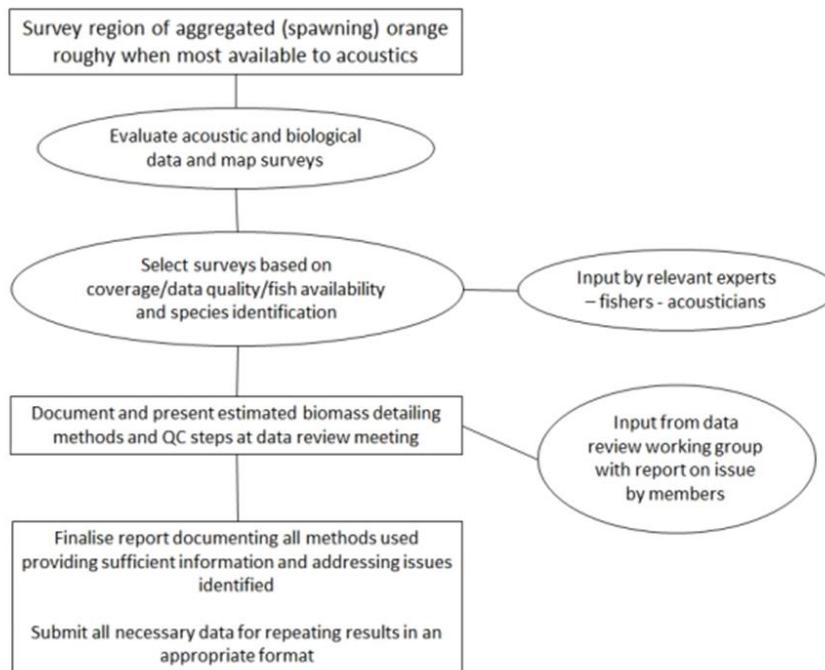 Survey region of aggregated (spawning) orange
roughy when most available to acoustics
Evaluate acoustic and biological
data and map surveys
Select surveys based on
coverage/data quality/fish availability
and species identification
Input by relevant experts
– fishers - acousticians
Document and present estimated biomass detailing
methods and QC steps at data review meeting
Input from data
review working group
with report on issue
by members
Finalise report documenting all methods used
providing sufficient information and addressing issues
identified
Submit all necessary data for repeating results in an
appropriate format